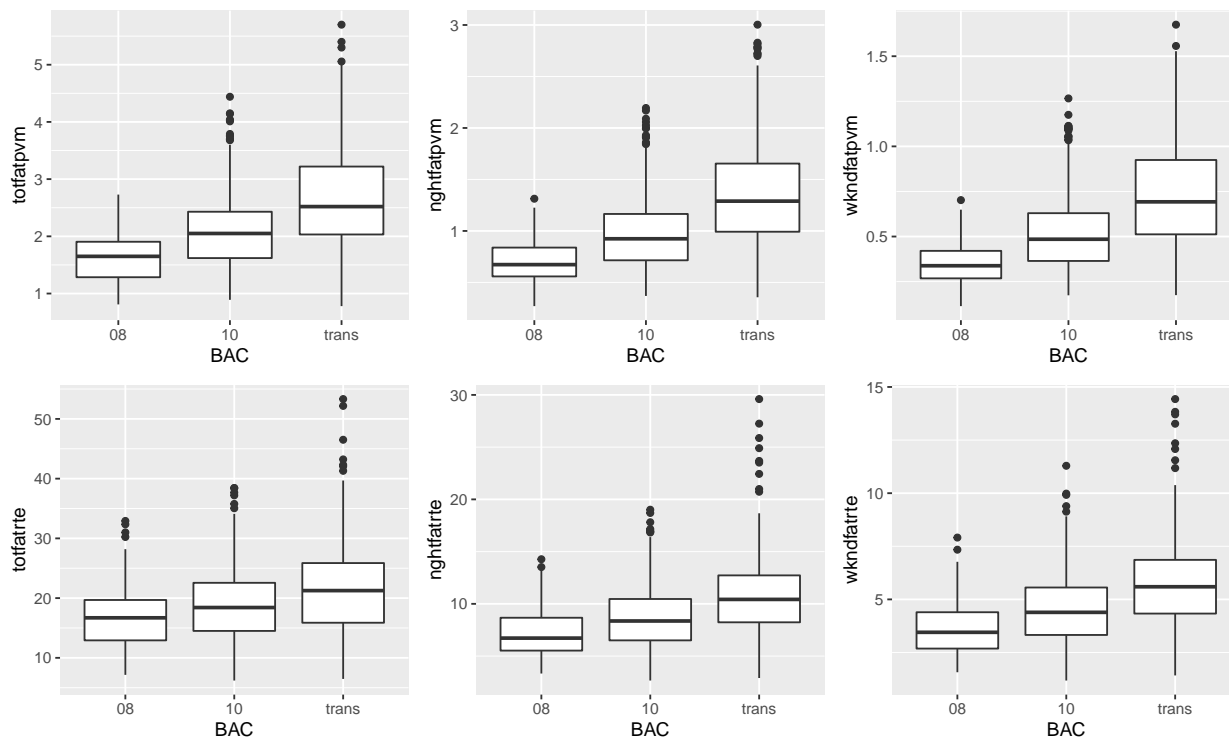 totfatpvm
5
4
3
2
1
08
10
trans
BAC
nghtfatpvm
3
2
1
08
10
trans
BAC
wkndfatpvm
1.5
1.0
0.5
08
10
trans
BAC
totfatrte
50
40
30
20
10
08
10
trans
BAC
nghtfatrte
30
20
10
08
10
trans
BAC
wkndfatrte
15
10
5
08
10
trans
BAC